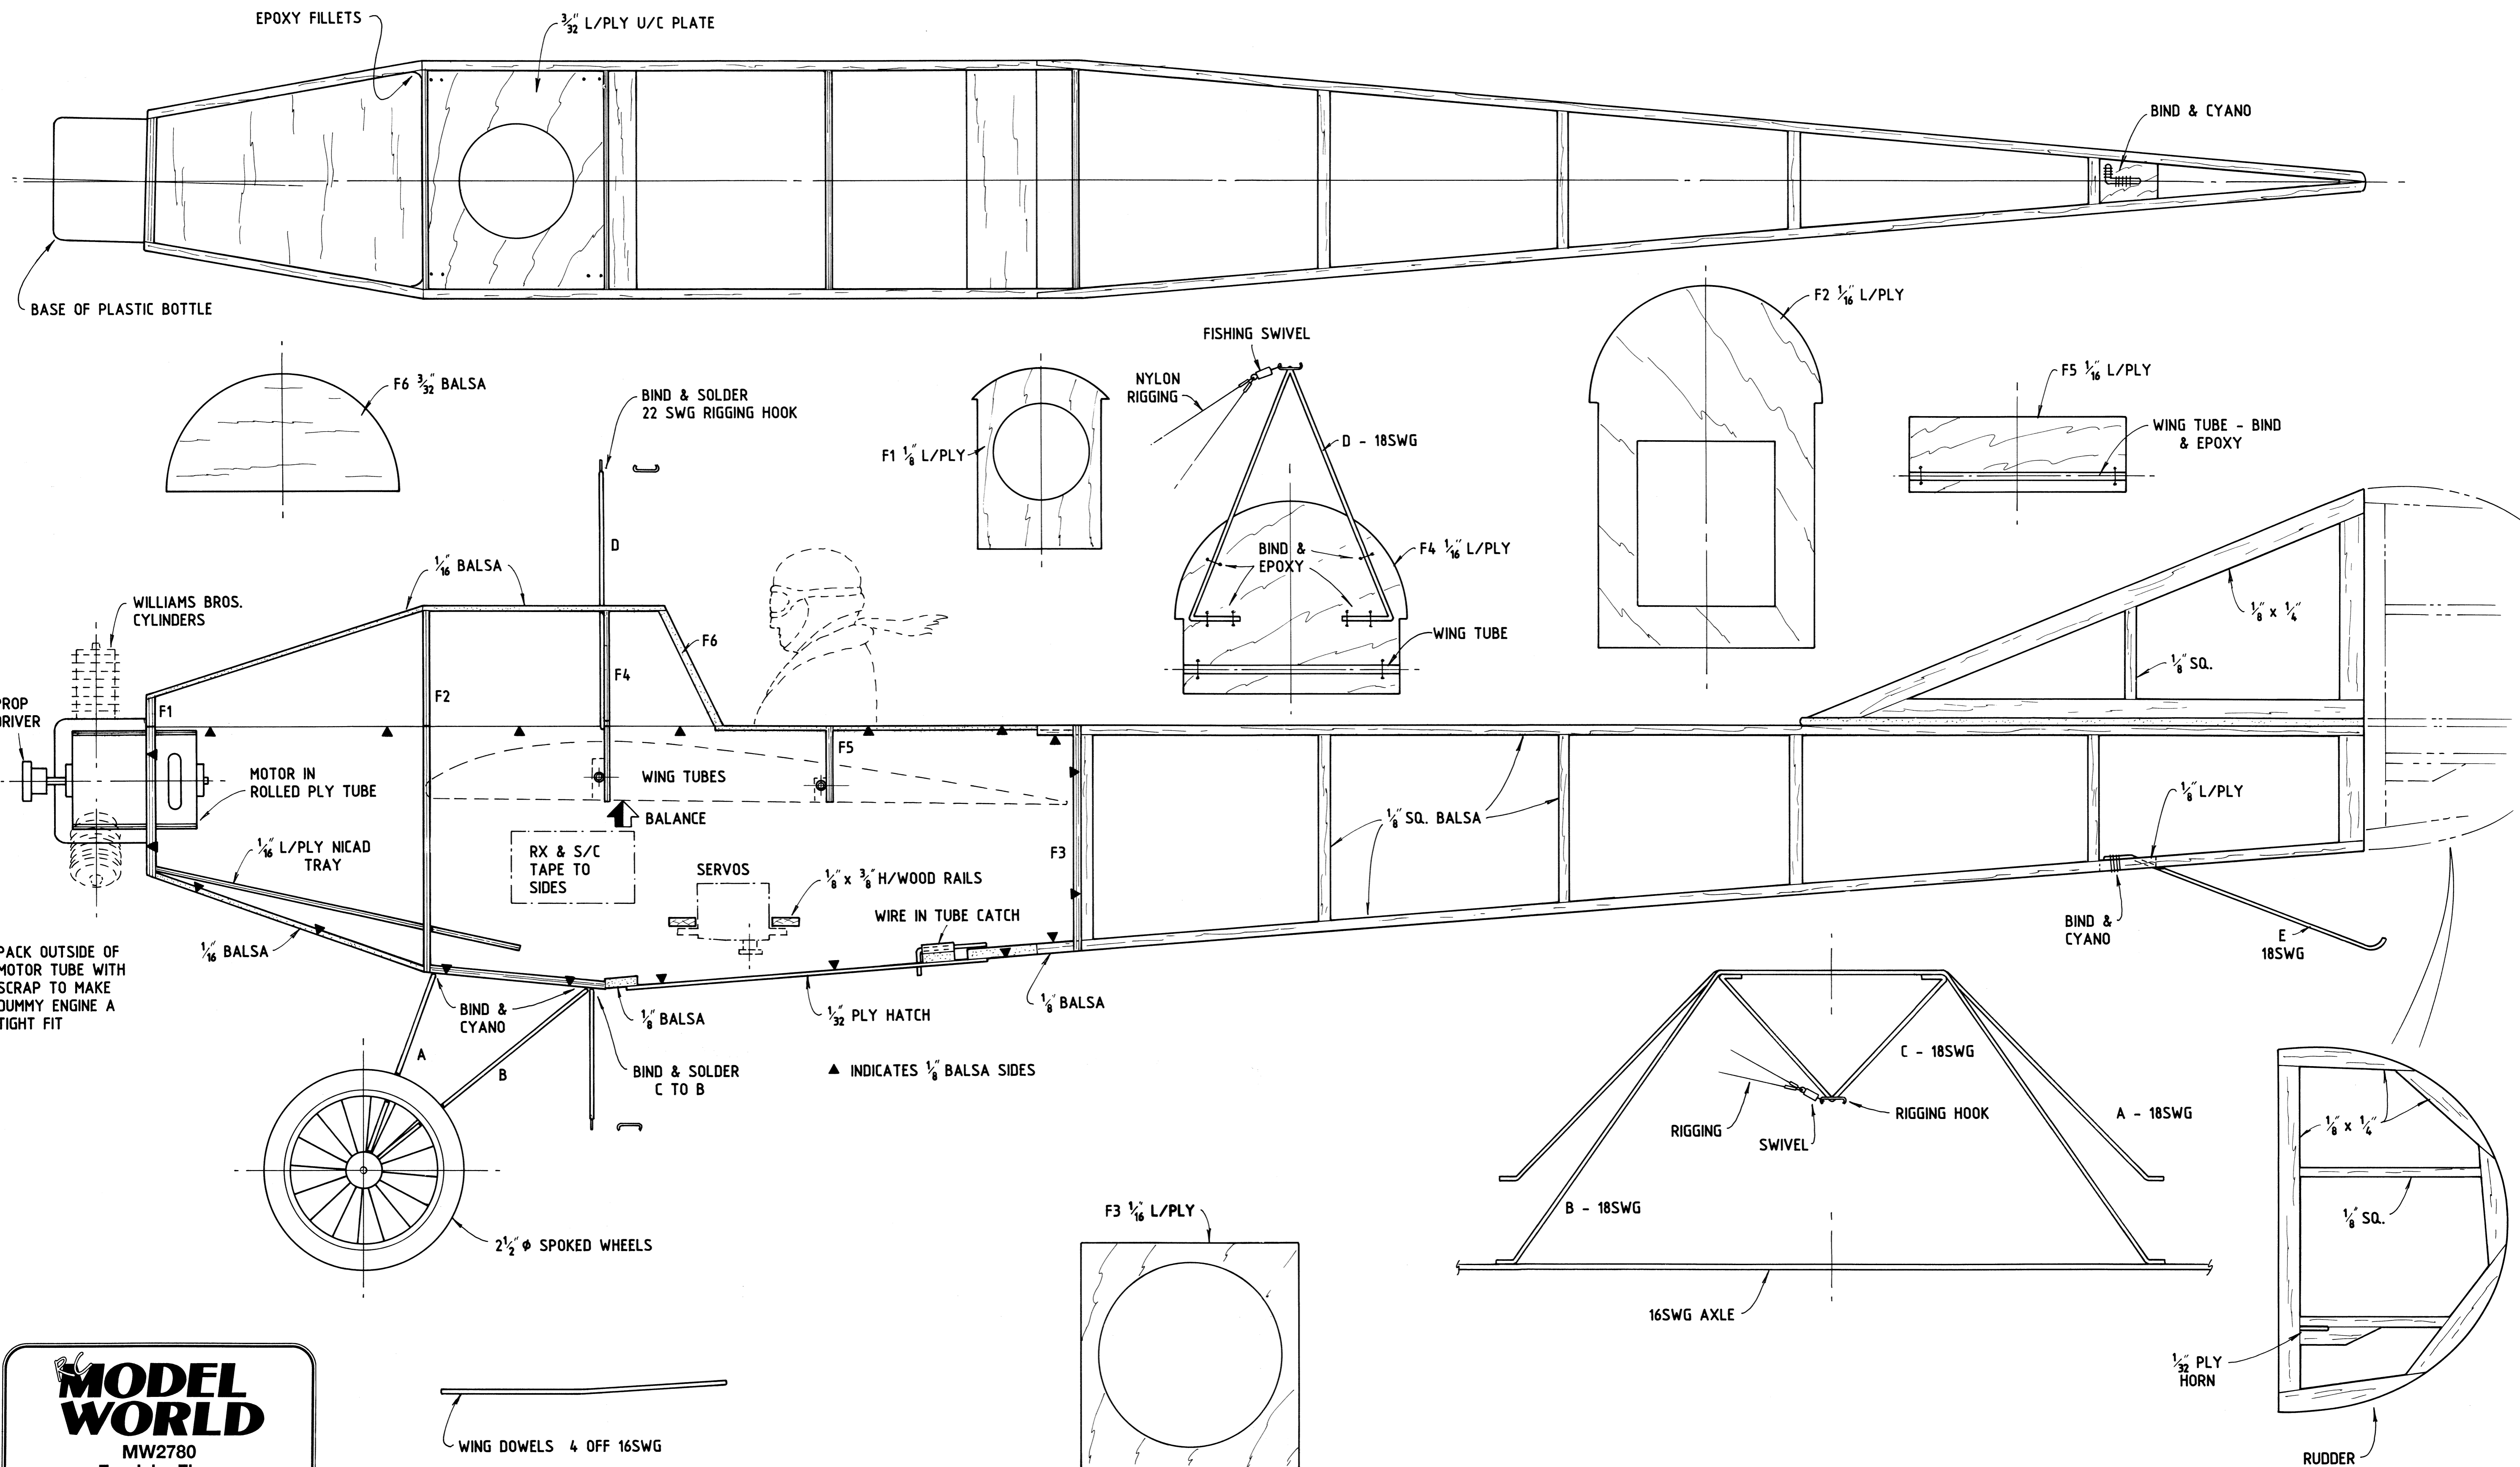 EPOXY FILLETS
3/32" L/PLY U/C PLATE
BIND & CYANO
BASE OF PLASTIC BOTTLE
F6 3/32" BALSA
BIND & SOLDER
22 SWG RIGGING HOOK
F1 1/8" L/PLY
FISHING SWIVEL
NYLON
RIGGING
D - 18SWG
BIND &
EPOXY
F4 1/16" L/PLY
WING TUBE
F2 1/16" L/PLY
F5 1/16" L/PLY
WING TUBE - BIND
& EPOXY
D
1/16" BALSA
WILLIAMS BROS.
CYLINDERS
F6
F4
F2
F1
PROP
DRIVER
F5
MOTOR IN
ROLLED PLY TUBE
WING TUBES
BALANCE
1/16" L/PLY NICAD
TRAY
RX & S/C
TAPE TO
SIDES
SERVOS
1/8" x 3/8" H/WOOD RAILS
WIRE IN TUBE CATCH
F3
1/8" SQ. BALSA
1/8" x 1/4"
1/8" SQ.
1/8" L/PLY
BIND &
CYANO
E
18SWG
PACK OUTSIDE OF
MOTOR TUBE WITH
SCRAP TO MAKE
DUMMY ENGINE A
TIGHT FIT
1/16" BALSA
BIND &
CYANO
1/8" BALSA
1/32" PLY HATCH
1/8" BALSA
A
B
BIND & SOLDER
C TO B
▲ INDICATES 1/8" BALSA SIDES
2 1/2" ϕ SPOKED WHEELS
C - 18SWG
RIGGING
SWIVEL
RIGGING HOOK
A - 18SWG
B - 18SWG
16SWG AXLE
1/8" x 1/4"
1/8" SQ.
1/32" PLY
HORN
RUDDER
F3 1/16" L/PLY
WING DOWELS 4 OFF 16SWG
RC
MODEL
WORLD
MW2780